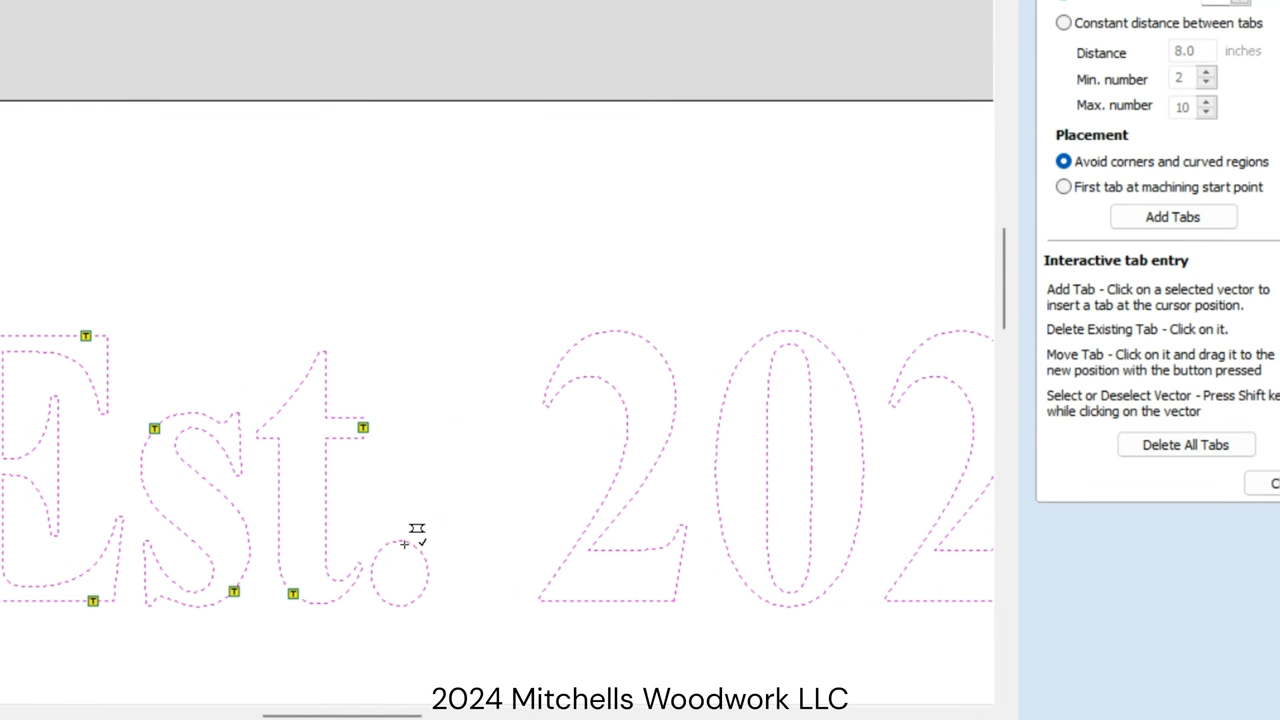 Constant distance between tabs
Distance 8.0 inches
Min. number 2
Max. number 10
Placement
Avoid corners and curved regions
First tab at machining start point
Add Tabs
Interactive tab entry
Add Tab - Click on a selected vector to
insert a tab at the cursor position.
Delete Existing Tab - Click on it.
Move Tab - Click on it and drag it to the
new position with the button pressed
Select or Deselect Vector - Press Shift
while clicking on the vector
Delete All Tabs
T
T T
Est. 202
T T T
2024 Mitchells Woodwork LLC